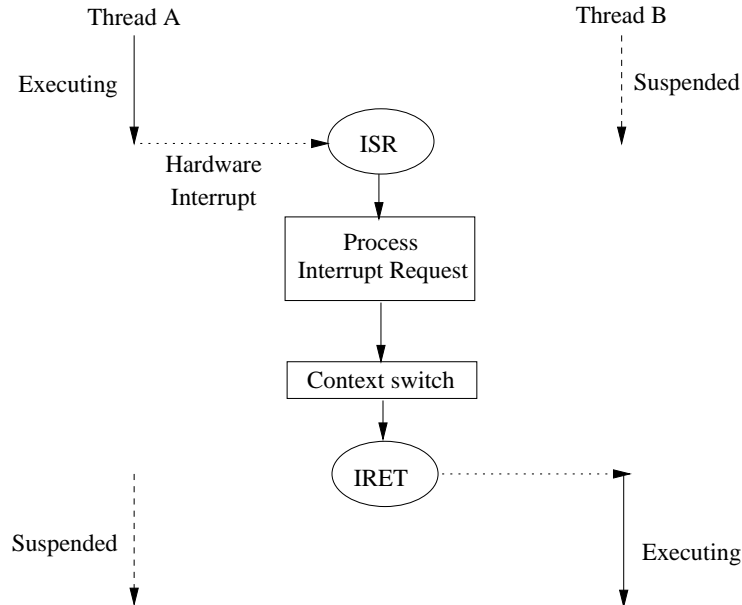 Thread A
Thread B
Executing
Suspended
ISR
Hardware
Interrupt
Process
Interrupt Request
Context switch
IRET
Suspended
Executing